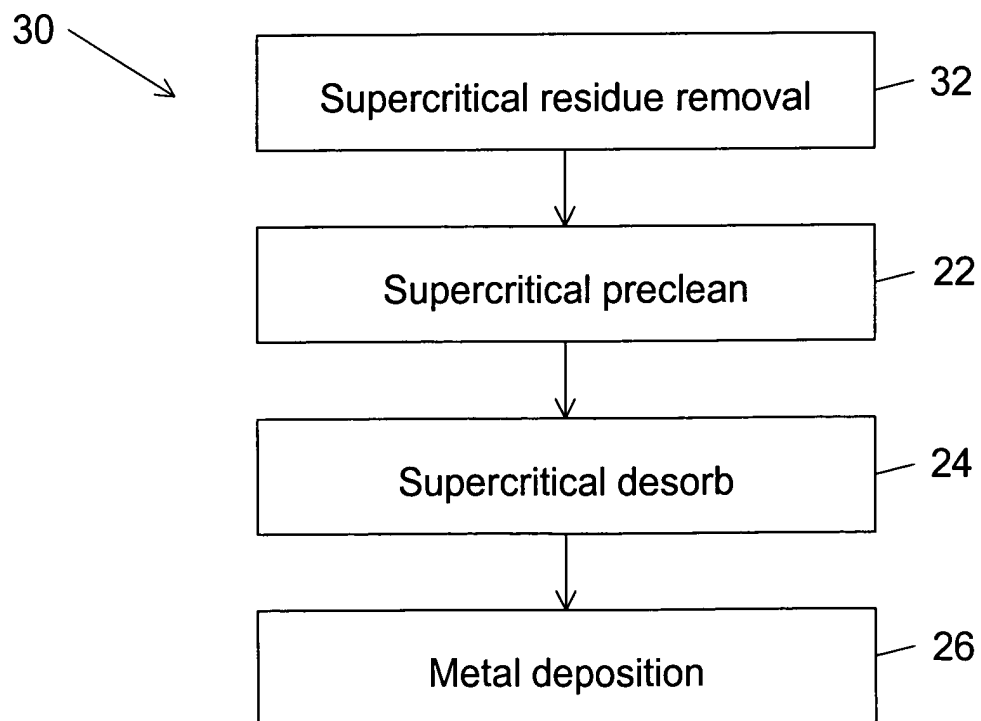 30
Supercritical residue removal
32
Supercritical preclean
22
Supercritical desorb
24
Metal deposition
26